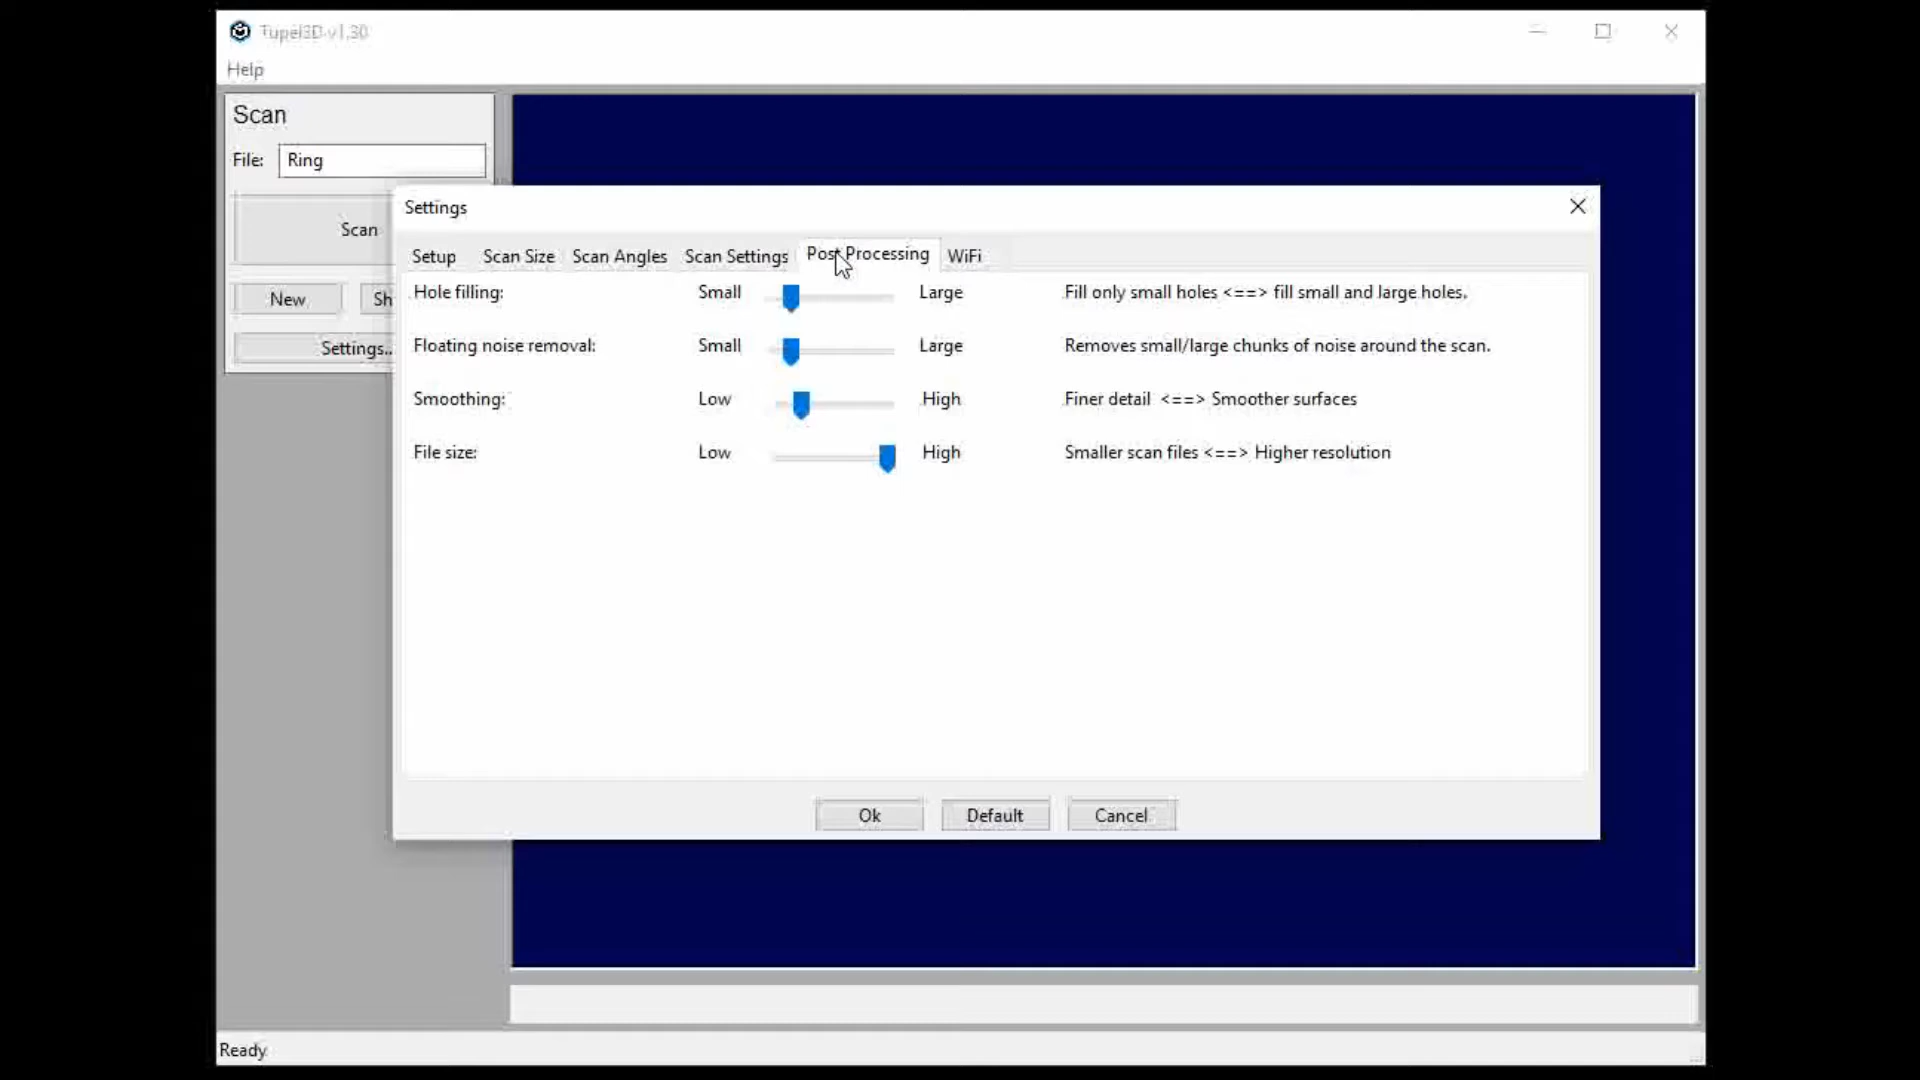 Tupel3D-v1.30
Help
Scan
File: Ring
Scan
New Sh
Settings..
Settings
Setup Scan Size Scan Angles Scan Settings Post Processing WiFi
Hole filling: Small Large Fill only small holes <==> fill small and large holes.
Floating noise removal: Small Large Removes small/large chunks of noise around the scan.
Smoothing: Low High Finer detail <==> Smoother surfaces
File size: Low High Smaller scan files <==> Higher resolution
Ok Default Cancel
Ready